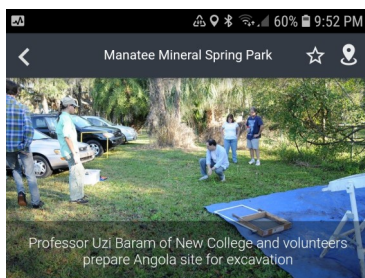 60% 9:52 PM
Manatee Mineral Spring Park
Professor Uzi Baram of New College and volunteers
prepare Angola site for excavation